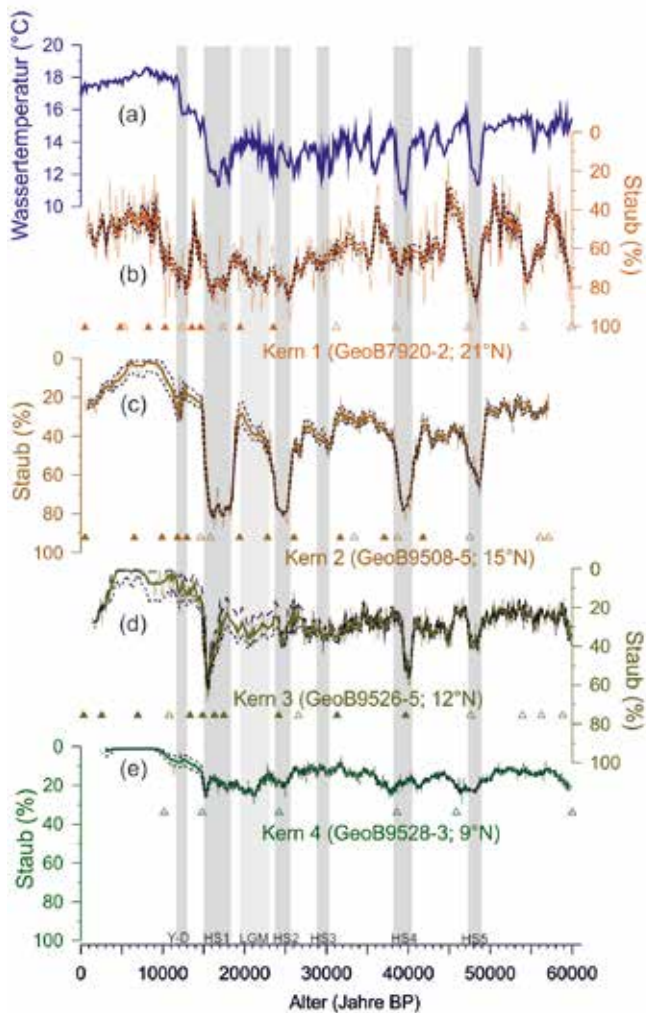 Wassertemperatur (°C)
20
18
16
14
12
10
(a)
0
20
40
60
80
100
Staub (%)
(b)
Kern 1 (GeoB7920-2; 21°N)
0
20
40
60
80
100
Staub (%)
(c)
Kern 2 (GeoB9508-5; 15°N)
0
20
40
60
80
100
Staub (%)
(d)
Kern 3 (GeoB9526-5; 12°N)
0
20
40
60
80
100
Staub (%)
(e)
Kern 4 (GeoB9528-3; 9°N)
Y-D HS1 LGM HS2 HS3 HS4 HS5
0 10000 20000 30000 40000 50000 60000
Alter (Jahre BP)